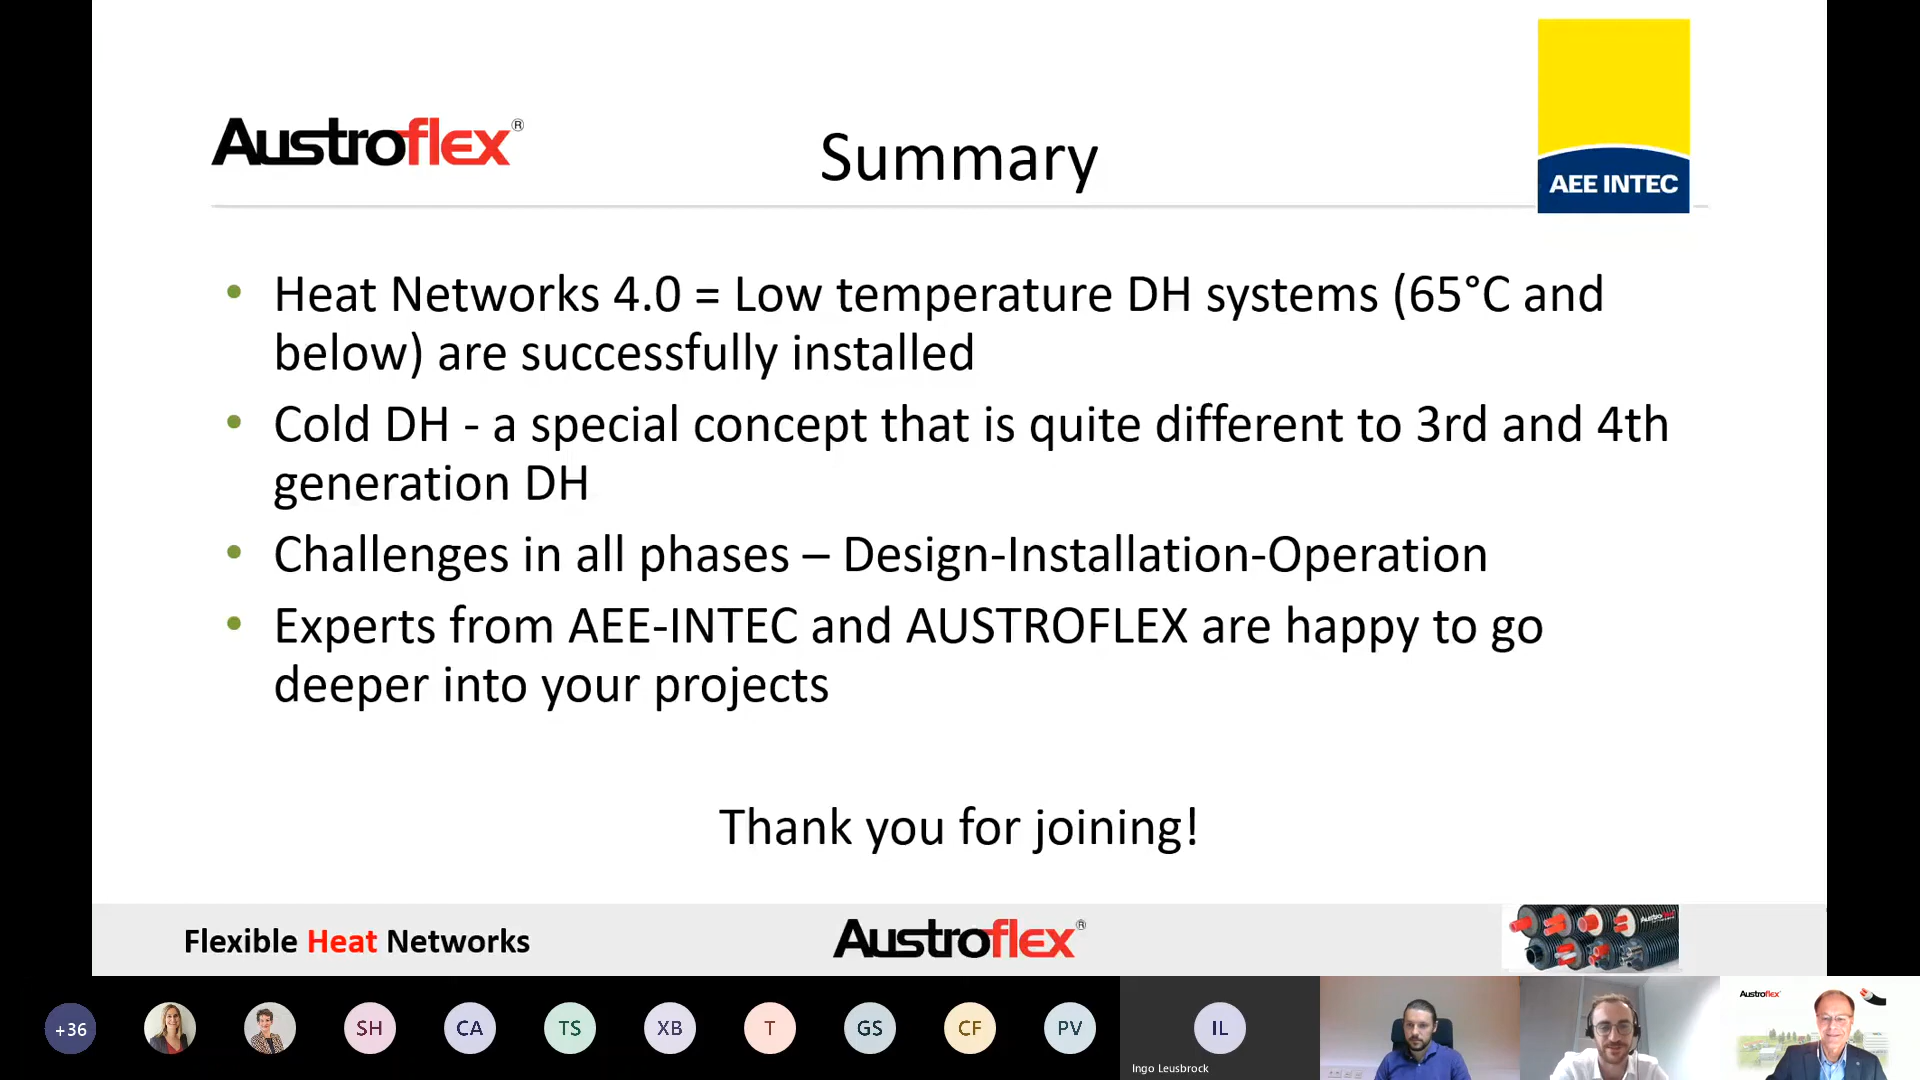 Austroflex®
Summary
AEE INTEC
• Heat Networks 4.0 = Low temperature DH systems (65°C and
below) are successfully installed
• Cold DH - a special concept that is quite different to 3rd and 4th
generation DH
• Challenges in all phases – Design-Installation-Operation
• Experts from AEE-INTEC and AUSTROFLEX are happy to go
deeper into your projects
Thank you for joining!
Flexible Heat Networks
Austroflex®
+36
SH
CA
TS
XB
T
GS
CF
PV
IL
Ingo Leusbrock
Austroflex